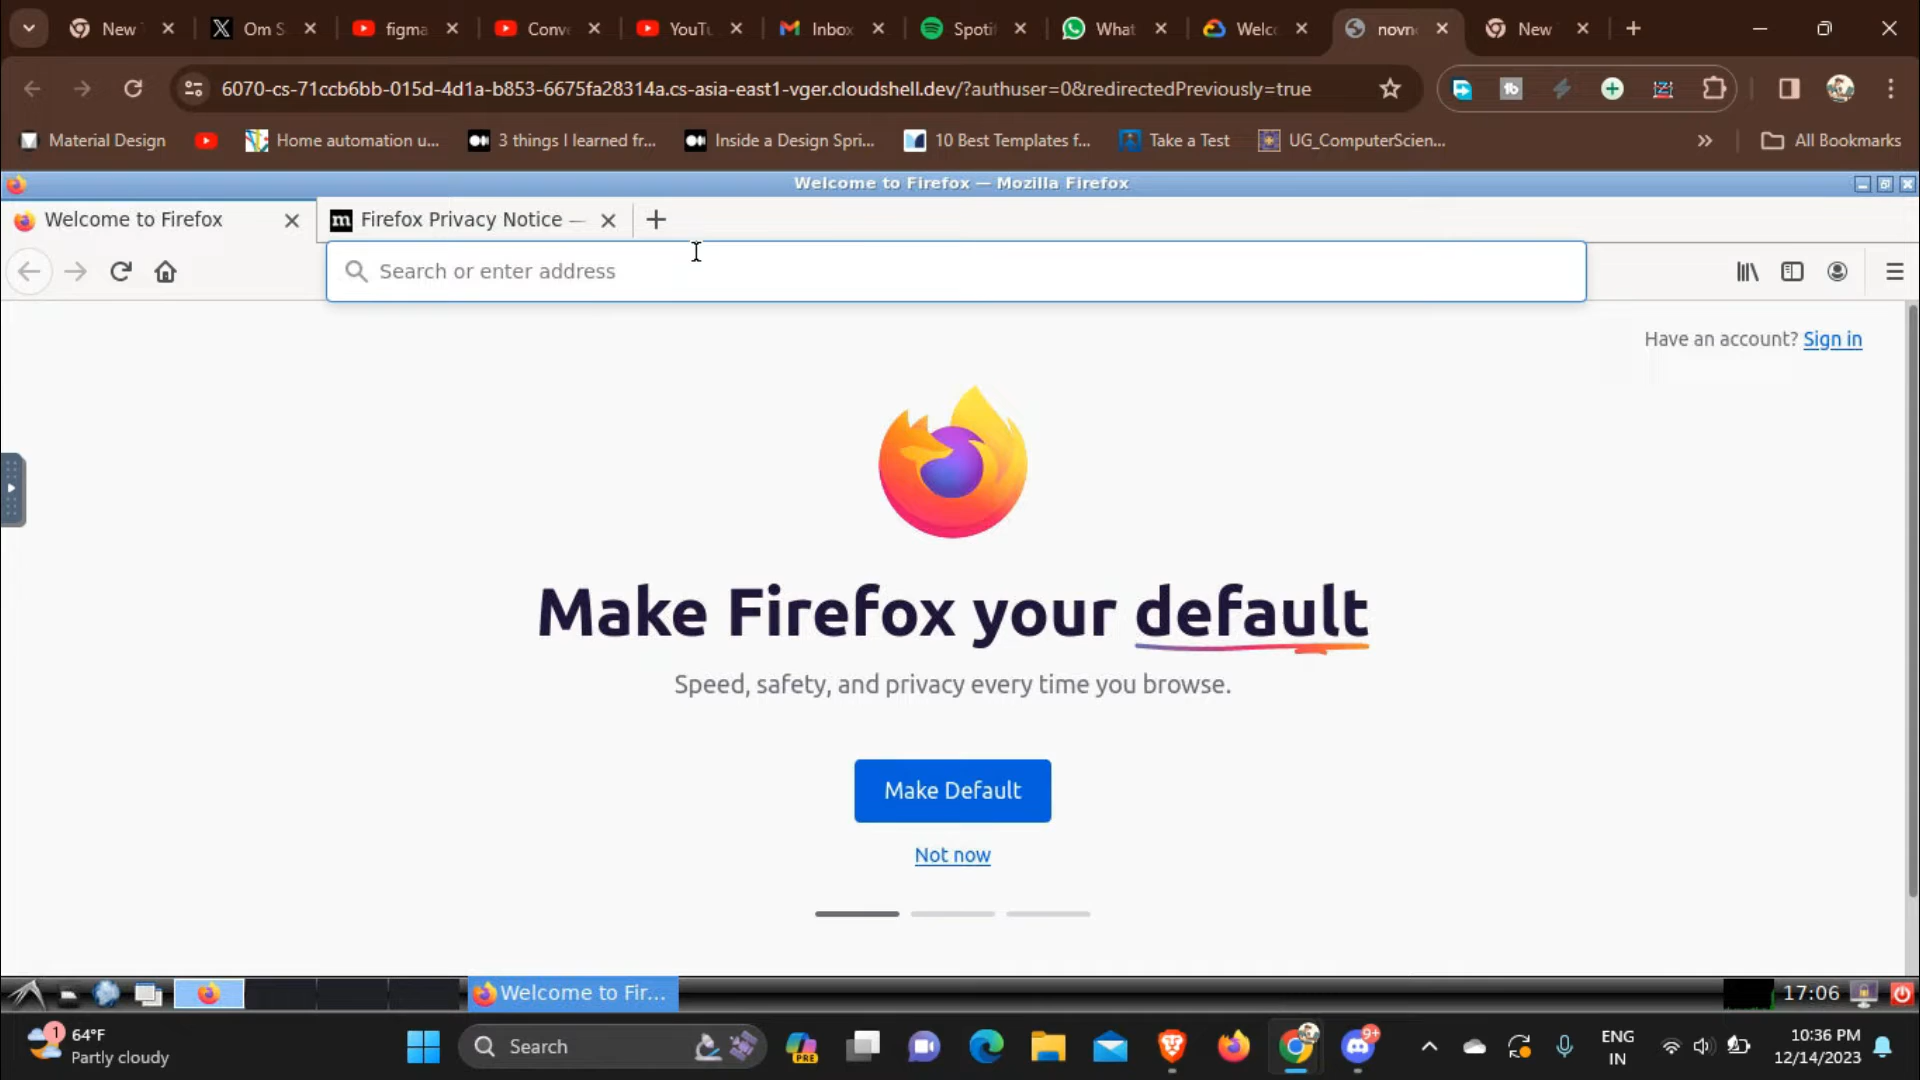 New
Om S
figma
Conv
YouTu
Inbox
Spoti
What
Welc
novn
New
6070-cs-71ccb6bb-015d-4d1a-b853-6675fa28314a.cs-asia-east1-vger.cloudshell.dev/?authuser=0&redirectedPreviously=true
tb
Material Design
Home automation u...
3 things I learned fr...
Inside a Design Spri...
10 Best Templates f...
Take a Test
UG_ComputerScien...
All Bookmarks
Welcome to Firefox — Mozilla Firefox
Welcome to Firefox
m Firefox Privacy Notice —
Search or enter address
Have an account? Sign in
Make Firefox your default
Speed, safety, and privacy every time you browse.
Make Default
Not now
Welcome to Fir...
17:06
1
64°F
Partly cloudy
Search
PRE
9+
ENG
IN
10:36 PM
12/14/2023